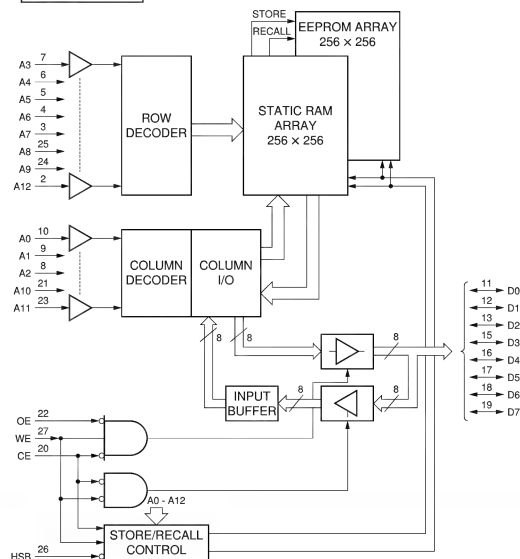 STORE
RECALL
EEPROM ARRAY
256 × 256
STATIC RAM
ARRAY
256 × 256
A3 7
A4 6
A5 5
A6 4
A7 3
A8 25
A9 24
A12 2
ROW
DECODER
A0 10
A1 9
A2 8
A10 21
A11 23
COLUMN
DECODER
COLUMN
I/O
8
8
8
INPUT
BUFFER
8
8
11 D0
12 D1
13 D2
15 D3
16 D4
17 D5
18 D6
19 D7
OE 22
WE 27
CE 20
A0 - A12
STORE/RECALL
CONTROL
HSB 26